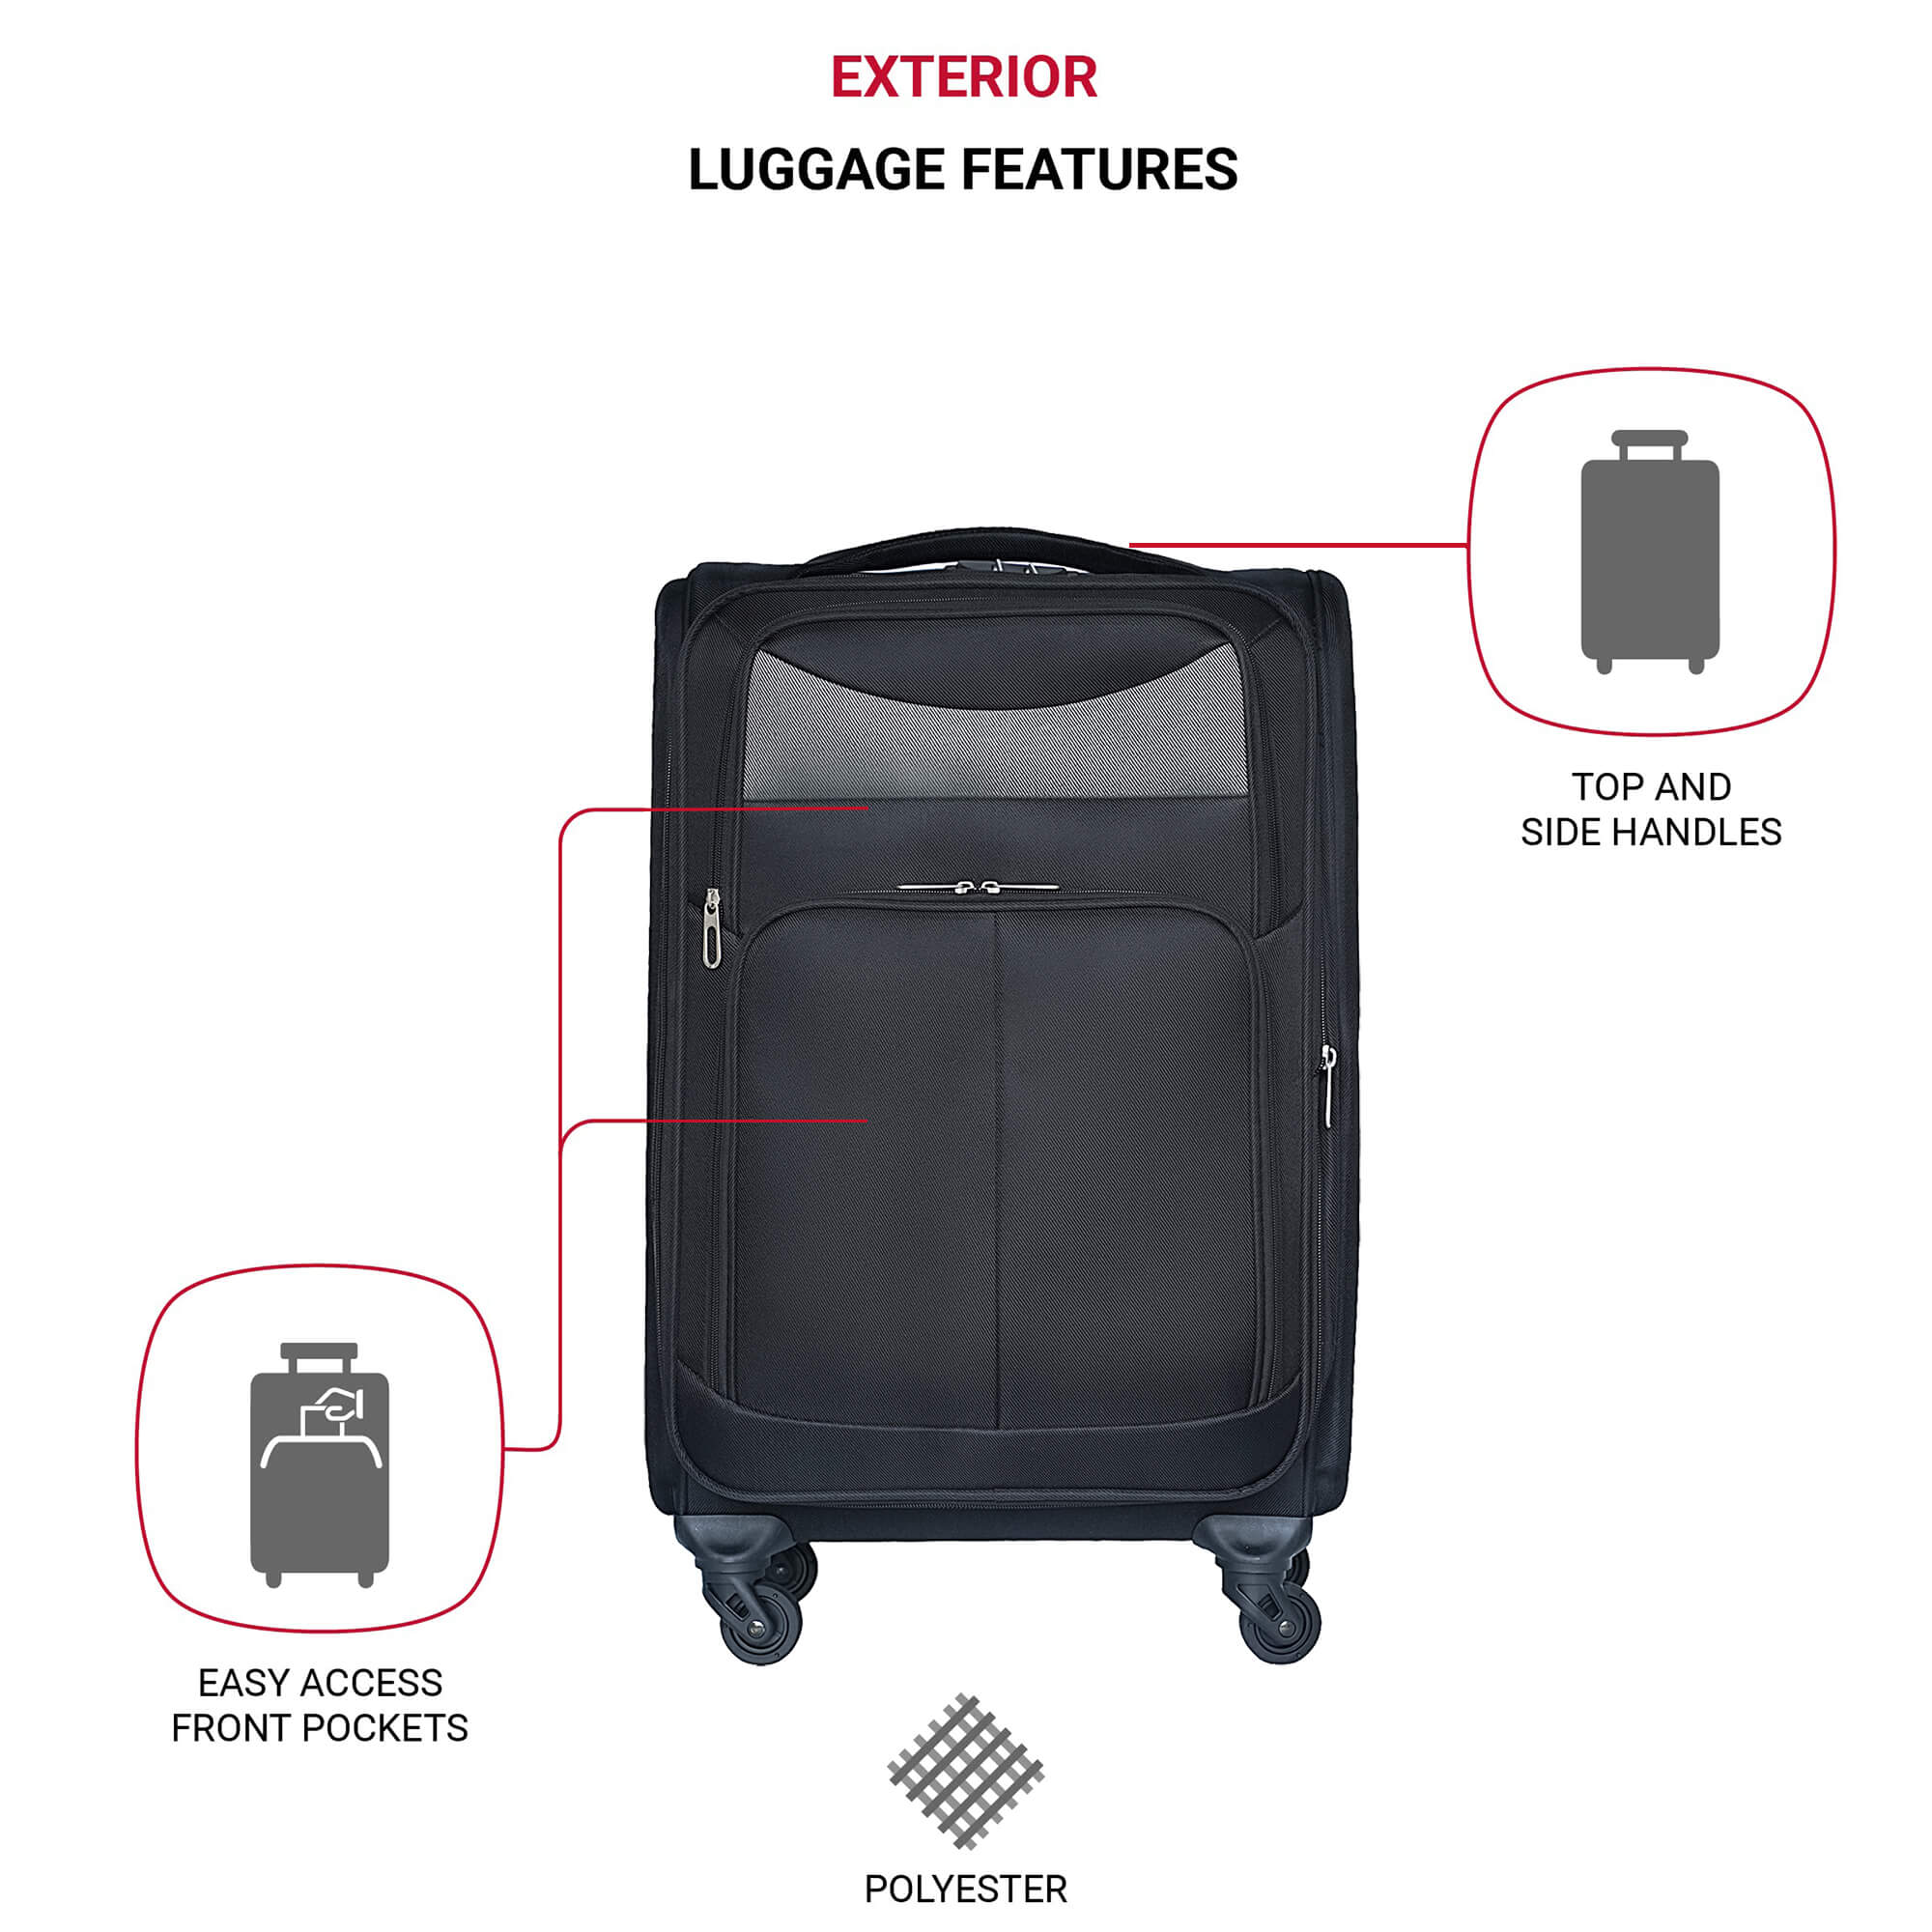 EXTERIOR
LUGGAGE FEATURES
TOP AND
SIDE HANDLES
EASY ACCESS
FRONT POCKETS
POLYESTER